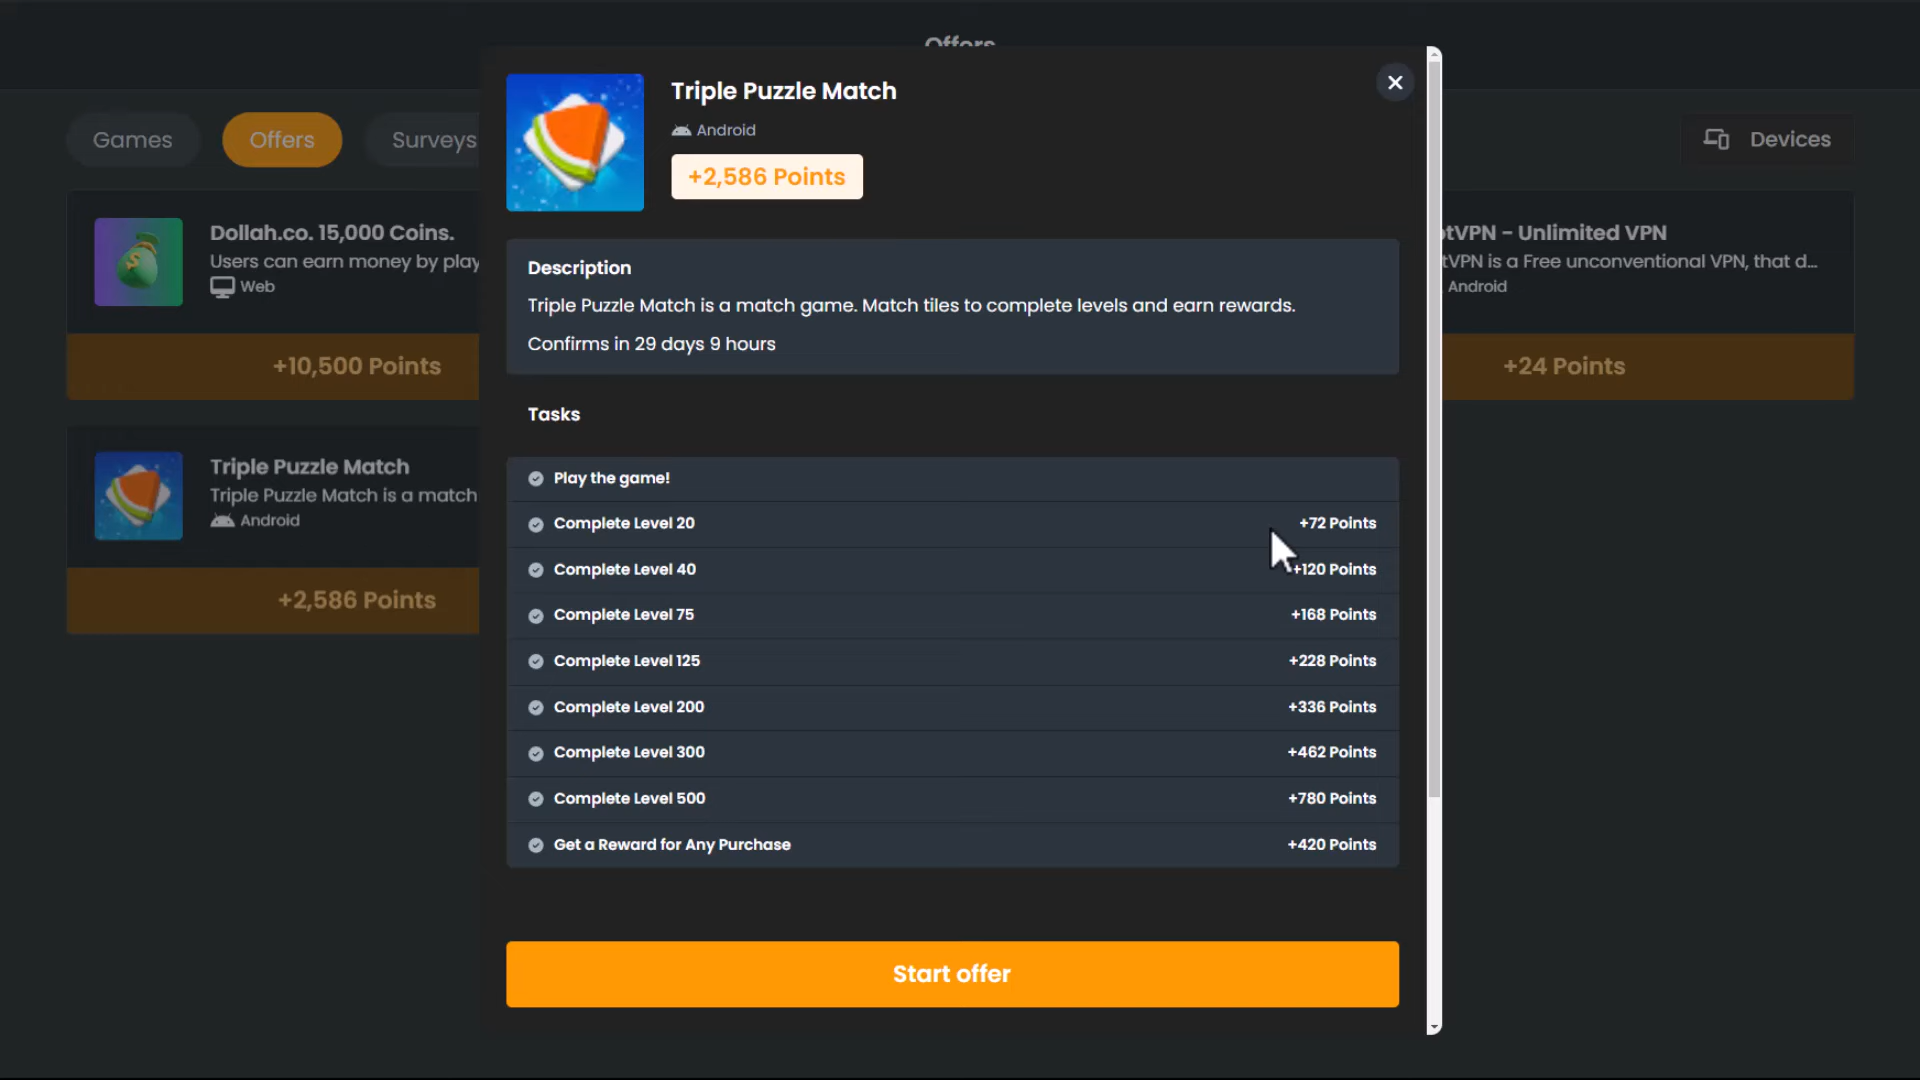 Offers
Games
Offers
Surveys
Devices
Dollah.co. 15,000 Coins.
Users can earn money by play
Web
+10,500 Points
Triple Puzzle Match
Triple Puzzle Match is a match
Android
+2,586 Points
Triple Puzzle Match
Android
+2,586 Points
Description
Triple Puzzle Match is a match game. Match tiles to complete levels and earn rewards.
Confirms in 29 days 9 hours
Tasks
Play the game!
Complete Level 20 +72 Points
Complete Level 40 +120 Points
Complete Level 75 +168 Points
Complete Level 125 +228 Points
Complete Level 200 +336 Points
Complete Level 300 +462 Points
Complete Level 500 +780 Points
Get a Reward for Any Purchase +420 Points
Start offer
tVPN - Unlimited VPN
tVPN is a Free unconventional VPN, that d...
Android
+24 Points